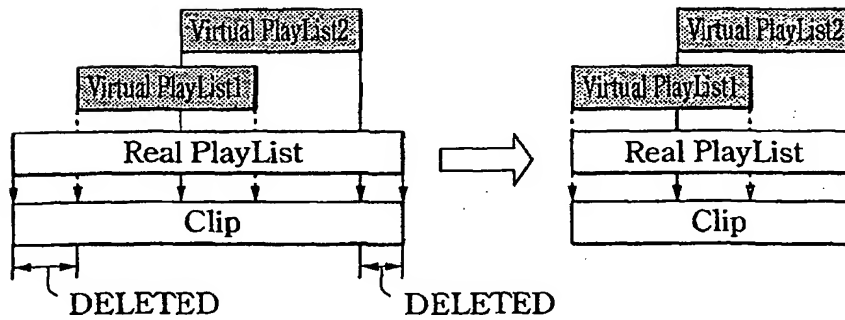 Virtual PlayList2
Virtual PlayList1
Real PlayList
Clip
DELETED
DELETED
Virtual PlayList2
Virtual PlayList1
Real PlayList
Clip